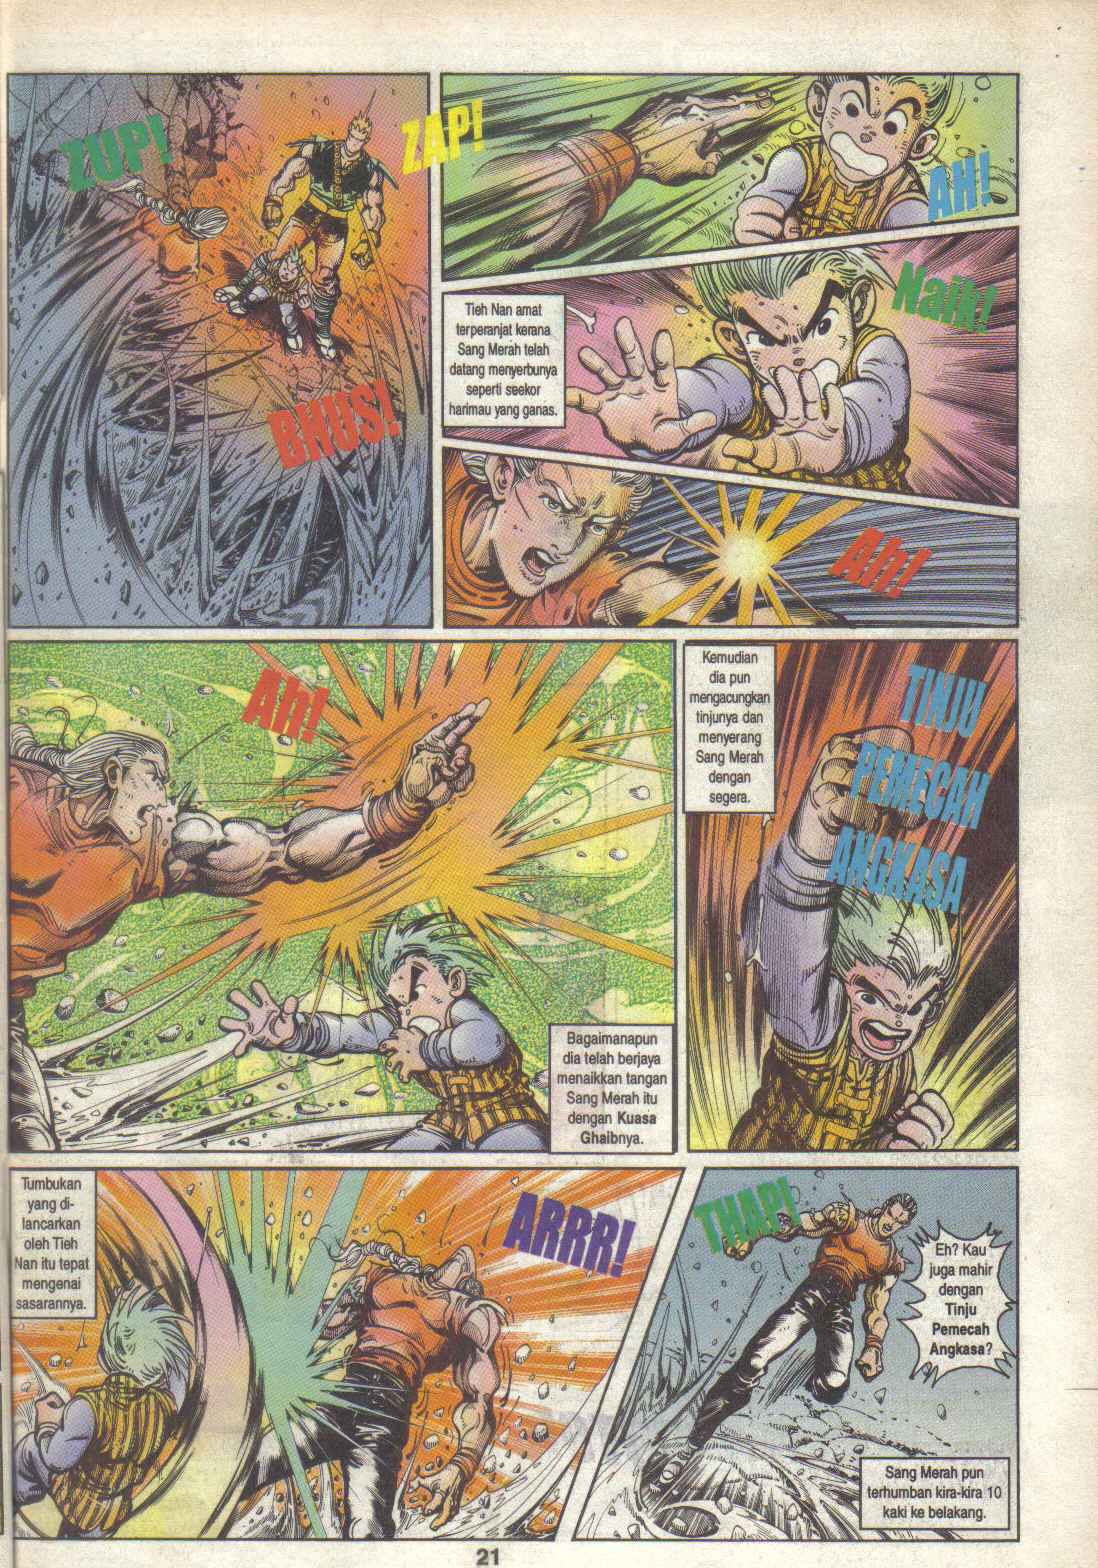 ZUP!
ZAP!
AH!
BHUS!
Tieh Nan amat
terperanjat kerana
Sang Merah telah
datang menyerbunya
seperti seekor
harimau yang ganas.
Naik!
Ah!
Ah!
Bagaimanapun
dia telah berjaya
menaikkan tangan
Sang Merah itu
dengan Kuasa
Ghaibnya.
Kemudian
dia pun
mengacungkan
tinjunya dan
menyerang
Sang Merah
dengan
segera.
TINJU
PEMECAH
ANGKASA
Tumbukan
yang di-
lancarkan
oleh Tieh
Nan itu tepat
mengenai
sasarannya.
ARRR!
THAP!
Eh? Kau
juga mahir
dengan
Tinju
Pemecah
Angkasa?
Sang Merah pun
terhumban kira-kira 10
kaki ke belakang.
21